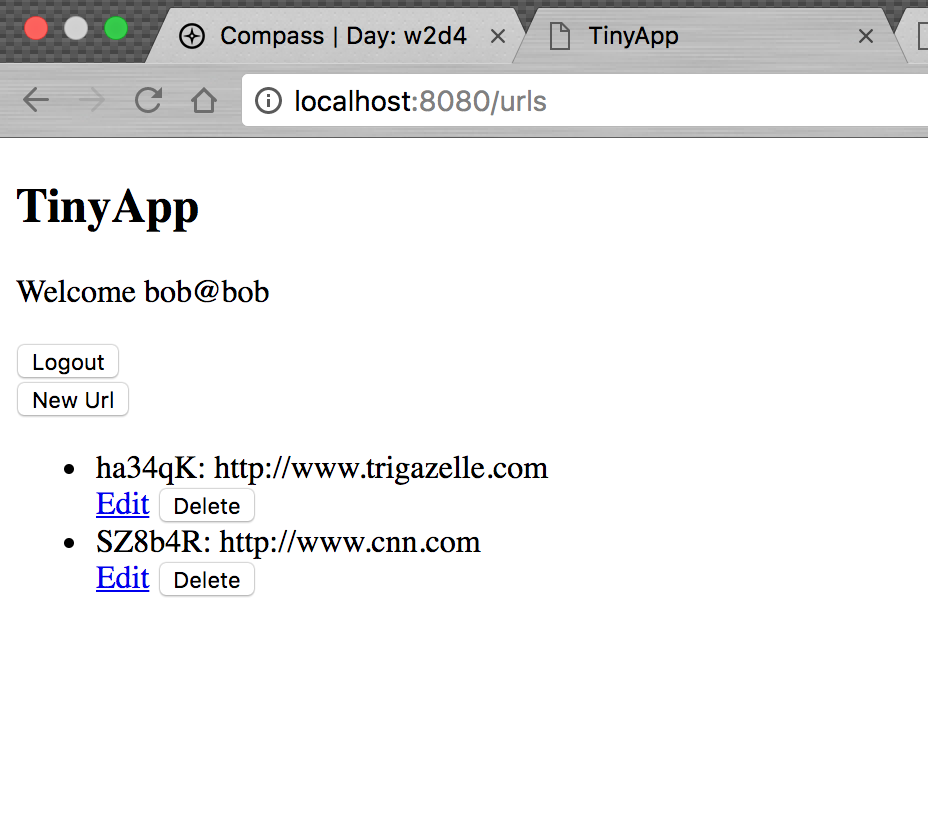 Compass | Day: w2d4
TinyApp
localhost:8080/urls
TinyApp
Welcome bob@bob
Logout
New Url
ha34qK: http://www.trigazelle.com
Edit Delete
SZ8b4R: http://www.cnn.com
Edit Delete